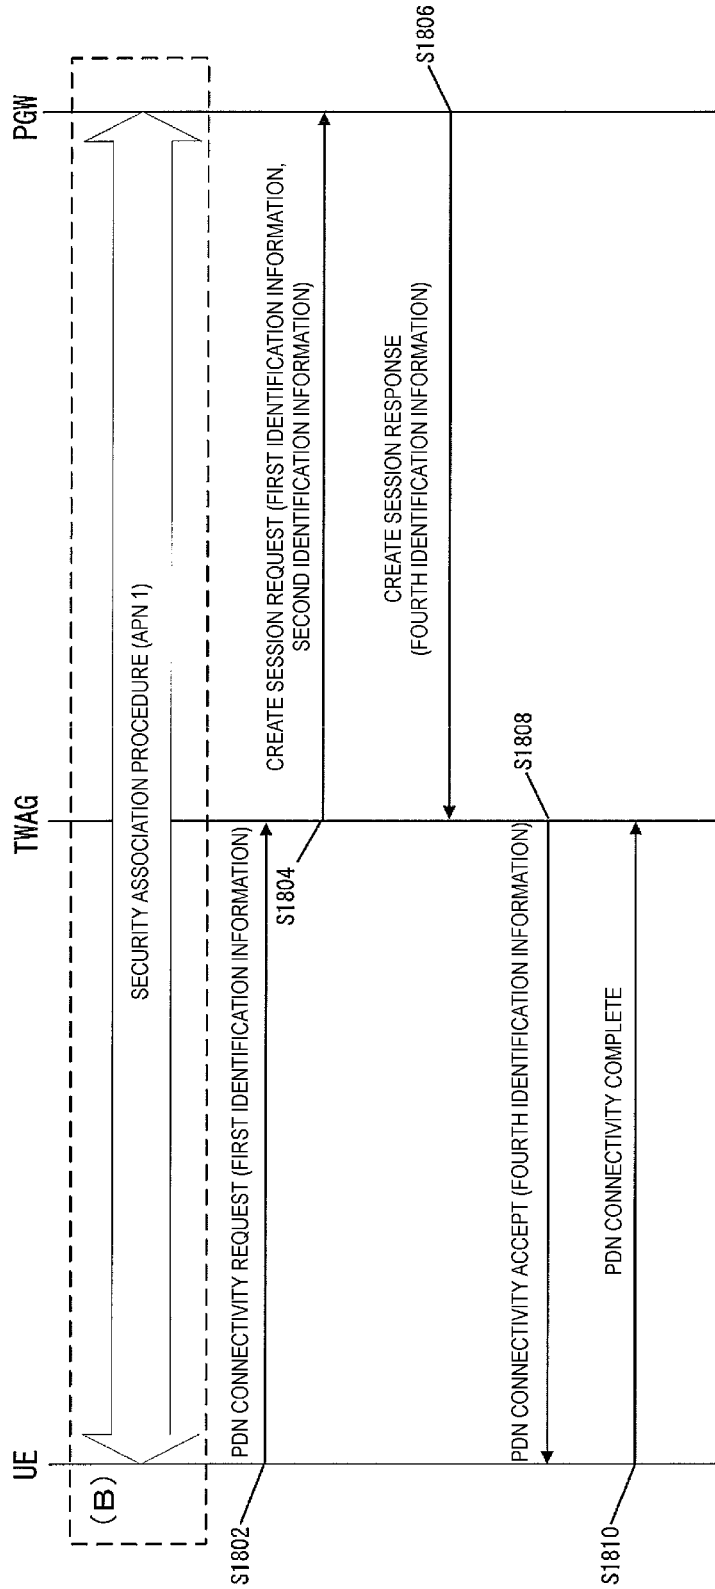 UE
TWAG
PGW
(B)
SECURITY ASSOCIATION PROCEDURE (APN 1)
S1802
PDN CONNECTIVITY REQUEST (FIRST IDENTIFICATION INFORMATION)
S1804
CREATE SESSION REQUEST (FIRST IDENTIFICATION INFORMATION,
SECOND IDENTIFICATION INFORMATION)
S1806
CREATE SESSION RESPONSE
(FOURTH IDENTIFICATION INFORMATION)
S1808
PDN CONNECTIVITY ACCEPT (FOURTH IDENTIFICATION INFORMATION)
S1810
PDN CONNECTIVITY COMPLETE